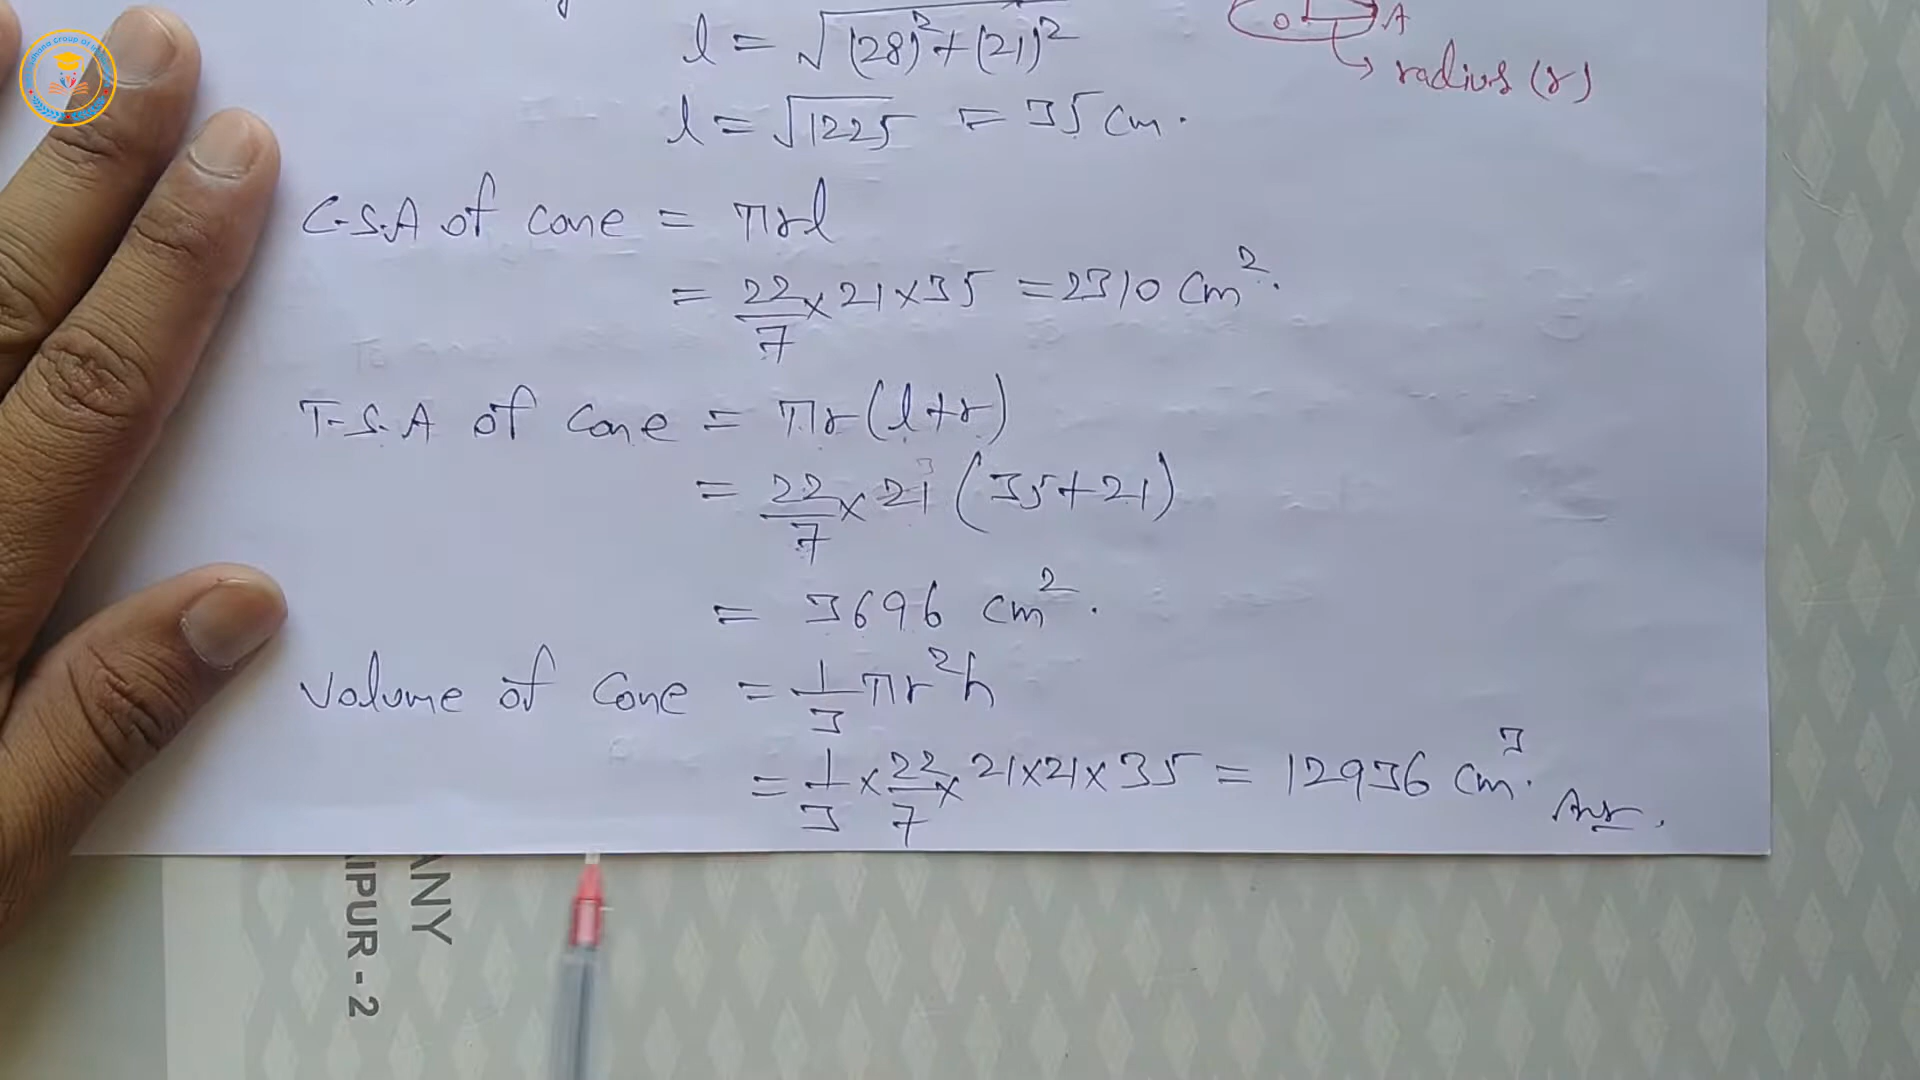 l = √(28)²+(21)²
l = √1225 = 35 cm.
radius (r)
O A
C.S.A of cone = πrl
= 22/7 × 21 × 35 = 2310 cm².
T.S.A of cone = πr(l+r)
= 22/7 × 21 (35+21)
3
= 3696 cm².
Volume of cone = 1/3 πr²h
= 1/3 × 22/7 × 21×21×35 = 12936 cm³. Ans.
ANY
IPUR - 2